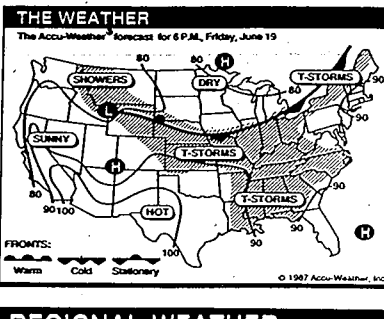 THE WEATHER
The Accu-Weather® forecast for 6 P.M., Friday, June 19
80
H
SHOWERS
DRY
T-STORMS
80
90
L
SUNNY
T-STORMS
H
90
80
90 100
HOT
T-STORMS
100
90
90
H
FRONTS:
Warm Cold Stationary
© 1987 Accu-Weather, Inc
REGIONAL WEATHER